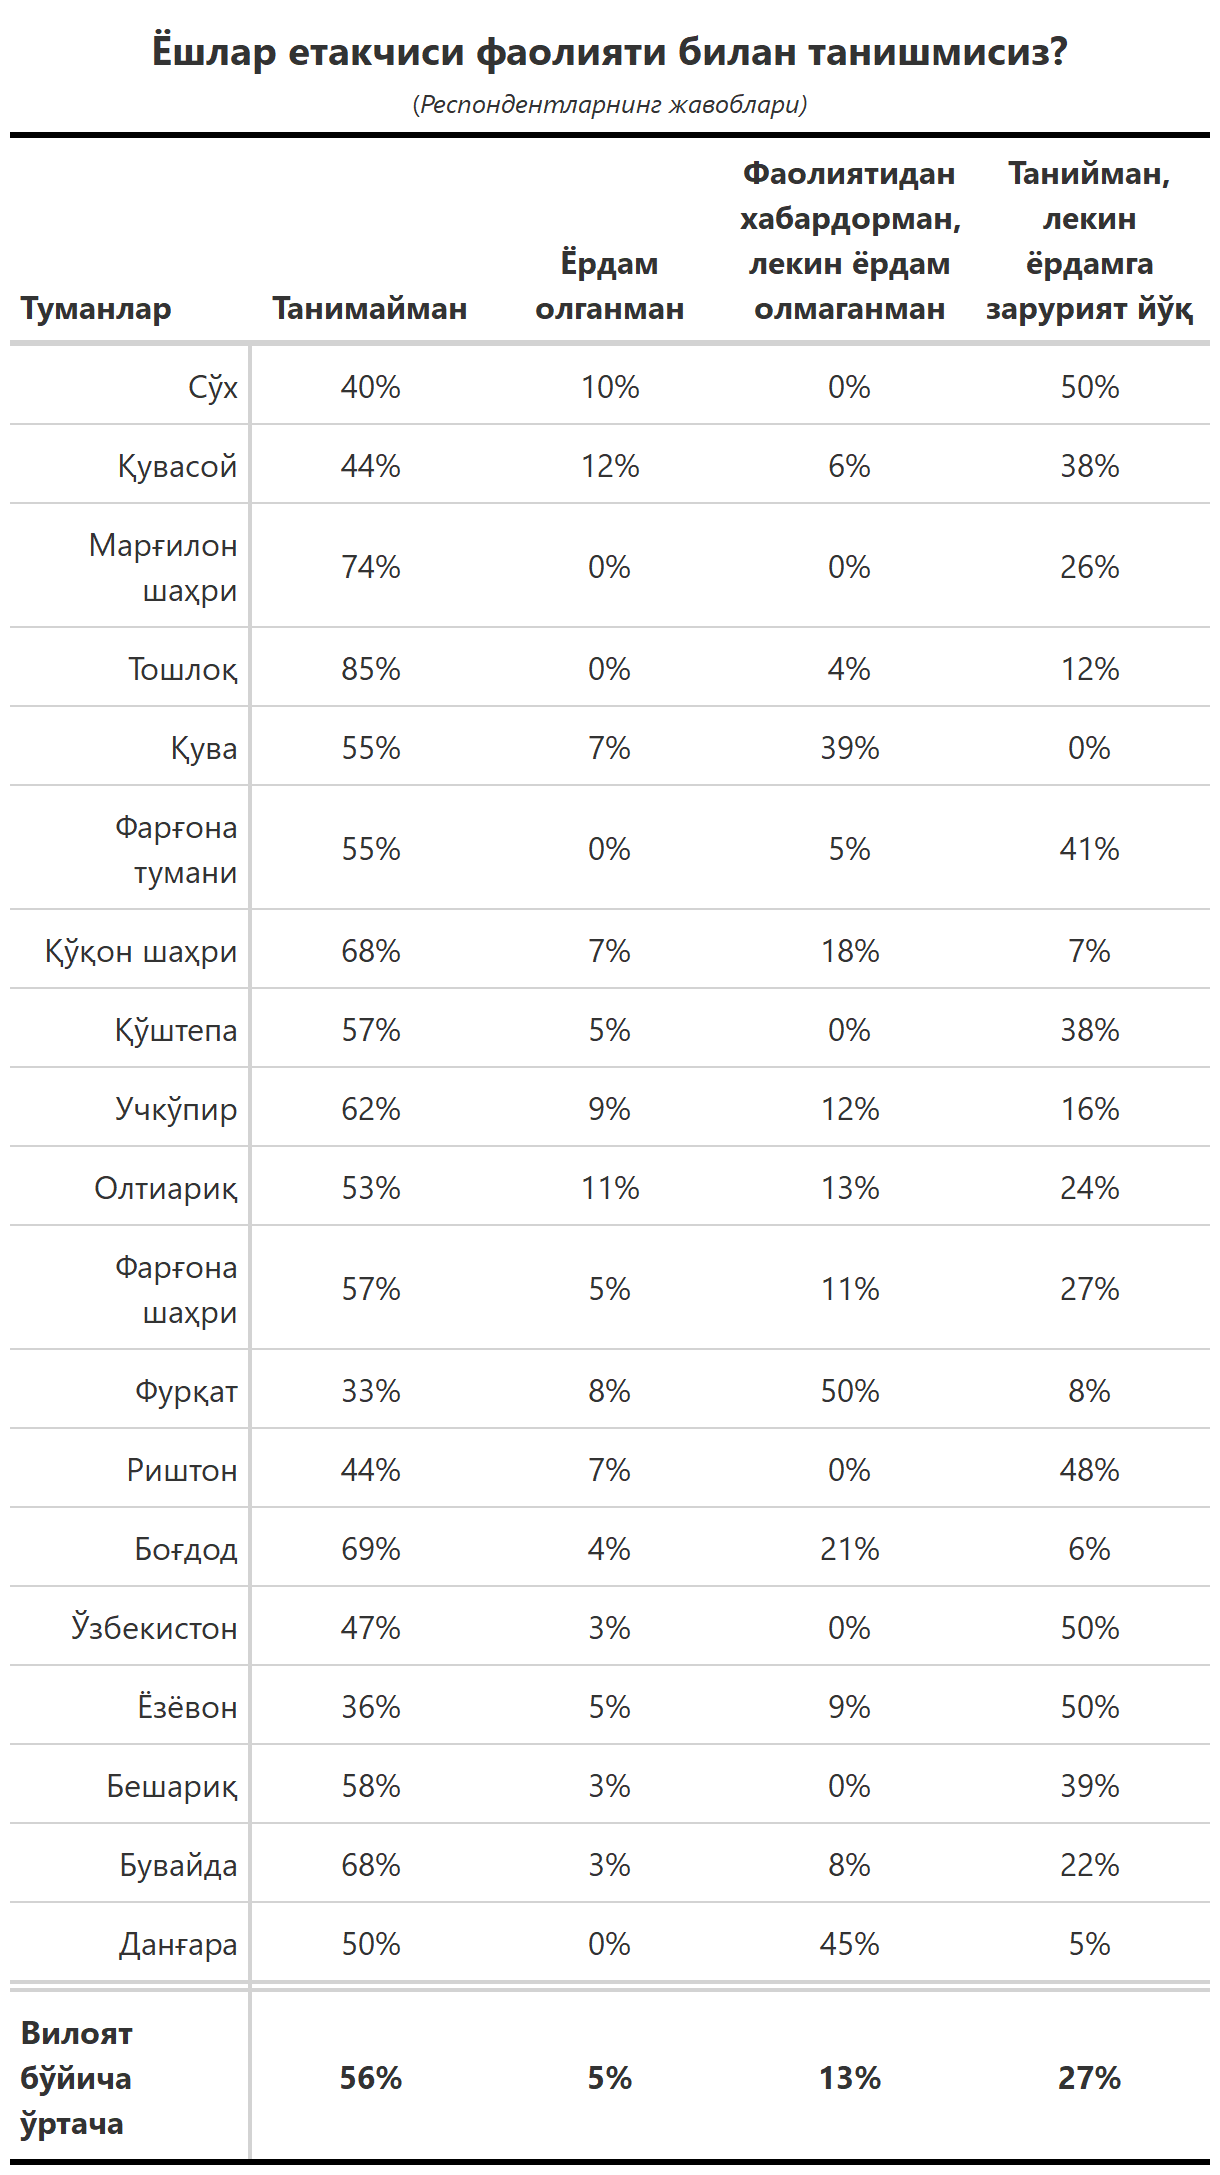 Ёшлар етакчиси фаолияти билан танишмисиз?
(Респондентларнинг жавоблари)
Туманлар Танимайман Ёрдам олганман Фаолиятидан хабардорман, лекин ёрдам олмаганман Танийман, лекин ёрдамга зарурият йўқ
Сўх 40% 10% 0% 50%
Қувасой 44% 12% 6% 38%
Марғилон шаҳри 74% 0% 0% 26%
Тошлоқ 85% 0% 4% 12%
Қува 55% 7% 39% 0%
Фарғона тумани 55% 0% 5% 41%
Қўқон шаҳри 68% 7% 18% 7%
Қўштепа 57% 5% 0% 38%
Учкўпир 62% 9% 12% 16%
Олтиариқ 53% 11% 13% 24%
Фарғона шаҳри 57% 5% 11% 27%
Фурқат 33% 8% 50% 8%
Риштон 44% 7% 0% 48%
Боғдод 69% 4% 21% 6%
Ўзбекистон 47% 3% 0% 50%
Ёзёвон 36% 5% 9% 50%
Бешариқ 58% 3% 0% 39%
Бувайда 68% 3% 8% 22%
Данғара 50% 0% 45% 5%
Вилоят бўйича ўртача 56% 5% 13% 27%